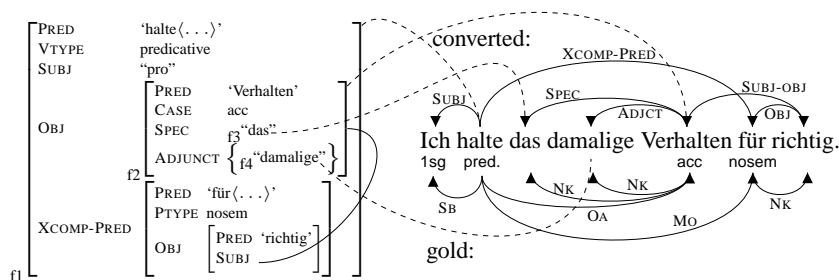 PRED ‘halte⟨...⟩’
VTYPE predicative
SUBJ “pro”
OBJ
PRED ‘Verhalten’
CASE acc
SPEC f3 “das”
ADJUNCT { f4 “damalige” }
f2
XCOMP-PRED
PRED ‘für⟨...⟩’
PTYPE nosem
OBJ
PRED ‘richtig’
SUBJ
f1
converted:
XCOMP-PRED
SUBJ
SPEC
ADJCT
SUBJ-OBJ
OBJ
Ich halte das damalige Verhalten für richtig.
1sg pred. acc nosem
SB
NK
NK
OA
MO
NK
gold: